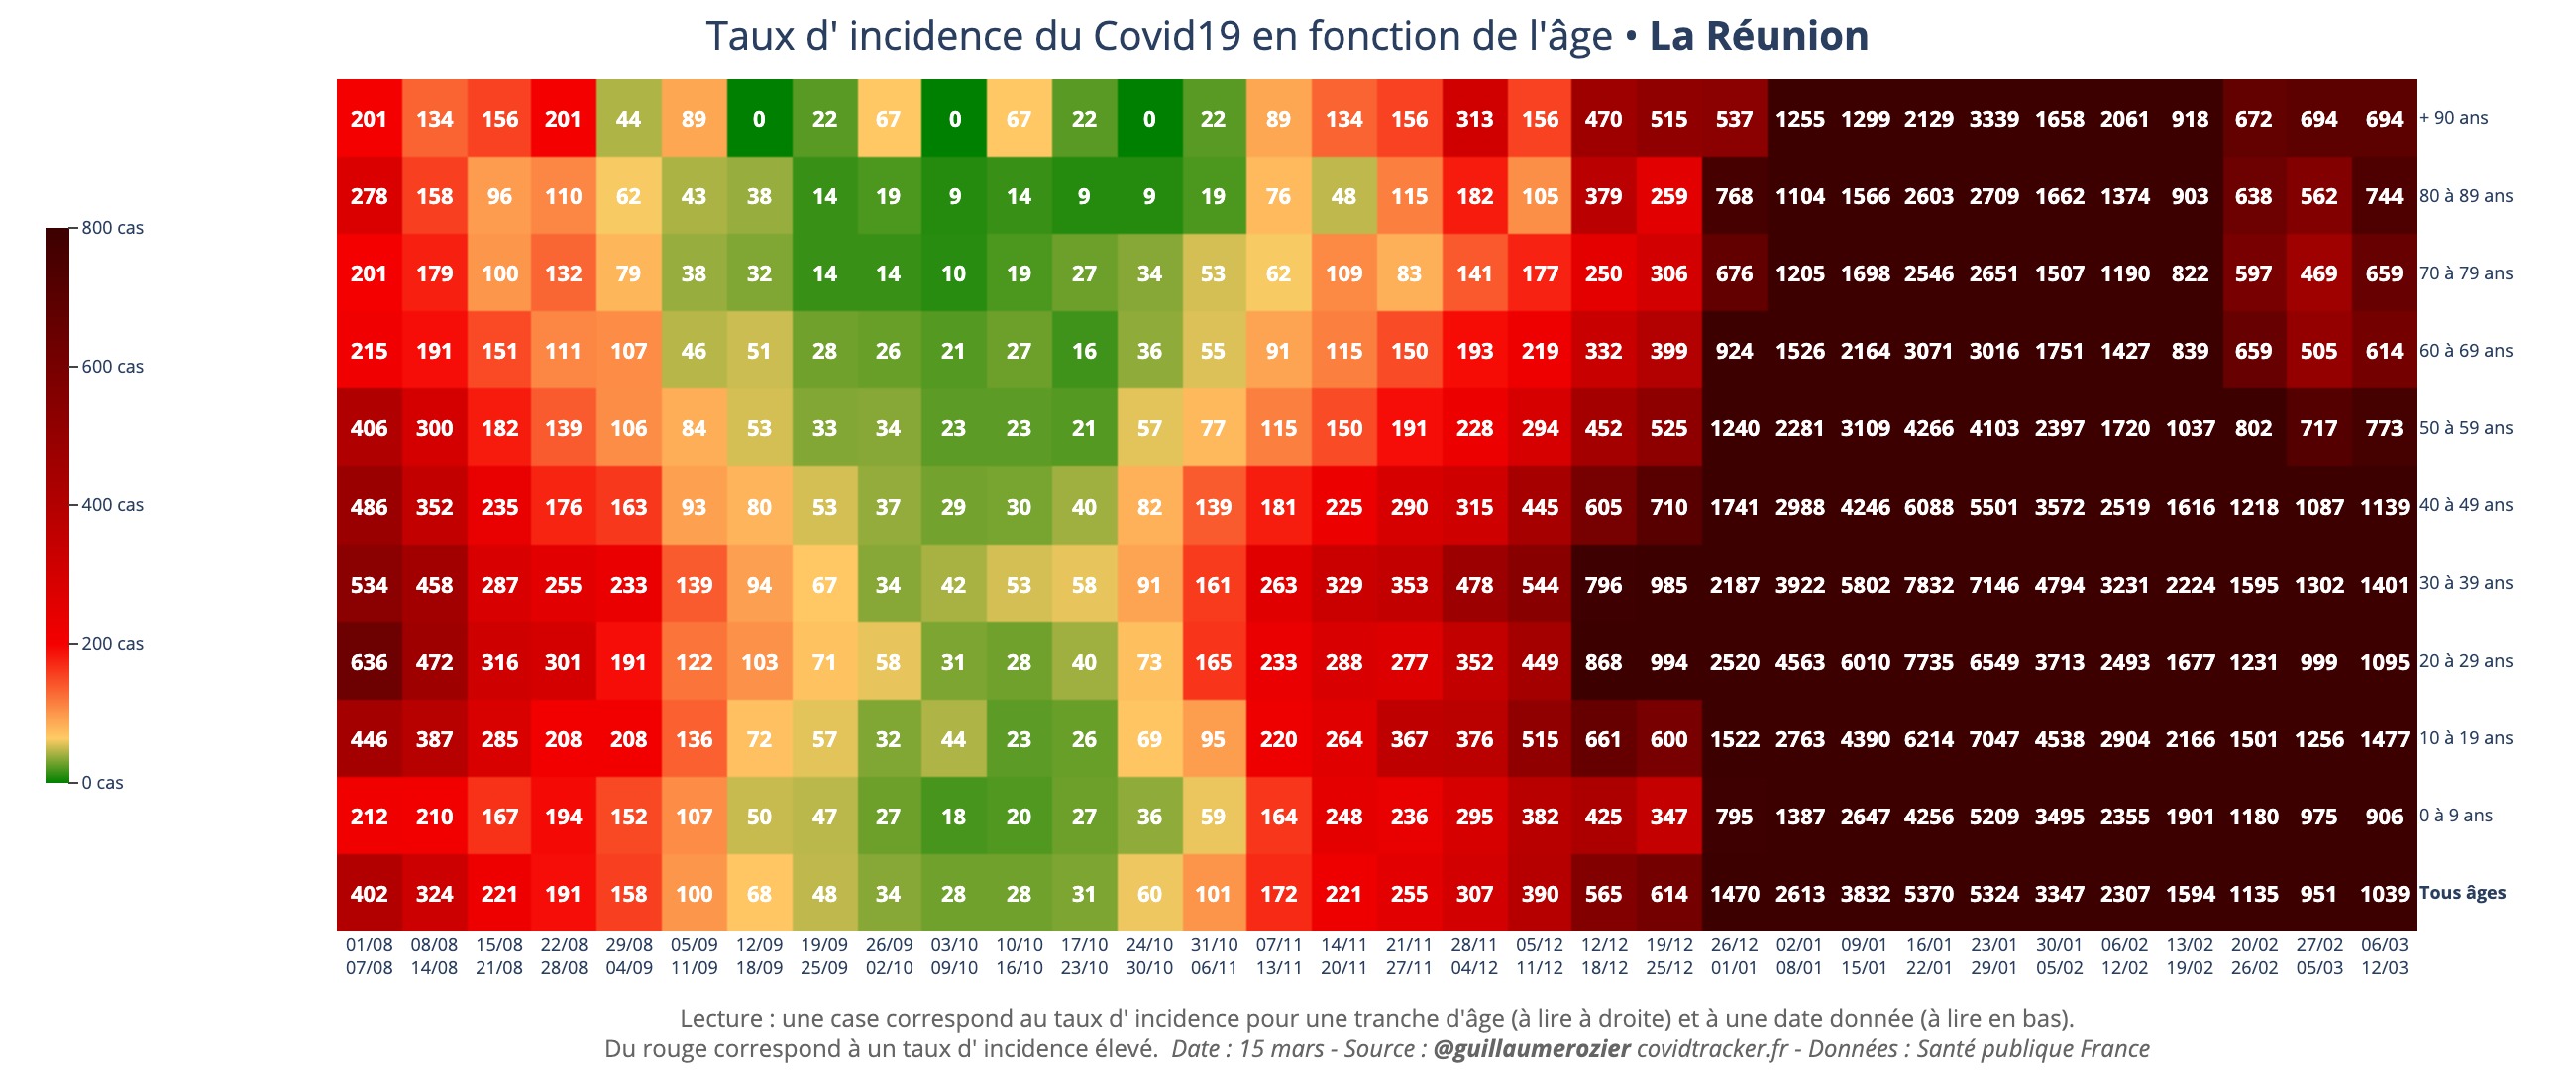 Taux d' incidence du Covid19 en fonction de l'âge • La Réunion
201 134 156 201 44 89 0 22 67 0 67 22 0 22 89 134 156 313 156 470 515 537 1255 1299 2129 3339 1658 2061 918 672 694 694 + 90 ans
278 158 96 110 62 43 38 14 19 9 14 9 9 19 76 48 115 182 105 379 259 768 1104 1566 2603 2709 1662 1374 903 638 562 744 80 à 89 ans
800 cas
201 179 100 132 79 38 32 14 14 10 19 27 34 53 62 109 83 141 177 250 306 676 1205 1698 2546 2651 1507 1190 822 597 469 659 70 à 79 ans
215 191 151 111 107 46 51 28 26 21 27 16 36 55 91 115 150 193 219 332 399 924 1526 2164 3071 3016 1751 1427 839 659 505 614 60 à 69 ans
600 cas
406 300 182 139 106 84 53 33 34 23 23 21 57 77 115 150 191 228 294 452 525 1240 2281 3109 4266 4103 2397 1720 1037 802 717 773 50 à 59 ans
400 cas
486 352 235 176 163 93 80 53 37 29 30 40 82 139 181 225 290 315 445 605 710 1741 2988 4246 6088 5501 3572 2519 1616 1218 1087 1139 40 à 49 ans
534 458 287 255 233 139 94 67 34 42 53 58 91 161 263 329 353 478 544 796 985 2187 3922 5802 7832 7146 4794 3231 2224 1595 1302 1401 30 à 39 ans
200 cas
636 472 316 301 191 122 103 71 58 31 28 40 73 165 233 288 277 352 449 868 994 2520 4563 6010 7735 6549 3713 2493 1677 1231 999 1095 20 à 29 ans
446 387 285 208 208 136 72 57 32 44 23 26 69 95 220 264 367 376 515 661 600 1522 2763 4390 6214 7047 4538 2904 2166 1501 1256 1477 10 à 19 ans
0 cas
212 210 167 194 152 107 50 47 27 18 20 27 36 59 164 248 236 295 382 425 347 795 1387 2647 4256 5209 3495 2355 1901 1180 975 906 0 à 9 ans
402 324 221 191 158 100 68 48 34 28 28 31 60 101 172 221 255 307 390 565 614 1470 2613 3832 5370 5324 3347 2307 1594 1135 951 1039 Tous âges
01/08 08/08 15/08 22/08 29/08 05/09 12/09 19/09 26/09 03/10 10/10 17/10 24/10 31/10 07/11 14/11 21/11 28/11 05/12 12/12 19/12 26/12 02/01 09/01 16/01 23/01 30/01 06/02 13/02 20/02 27/02 06/03
07/08 14/08 21/08 28/08 04/09 11/09 18/09 25/09 02/10 09/10 16/10 23/10 30/10 06/11 13/11 20/11 27/11 04/12 11/12 18/12 25/12 01/01 08/01 15/01 22/01 29/01 05/02 12/02 19/02 26/02 05/03 12/03
Lecture : une case correspond au taux d' incidence pour une tranche d'âge (à lire à droite) et à une date donnée (à lire en bas).
Du rouge correspond à un taux d' incidence élevé. Date : 15 mars - Source : @guillaumerozier covidtracker.fr - Données : Santé publique France